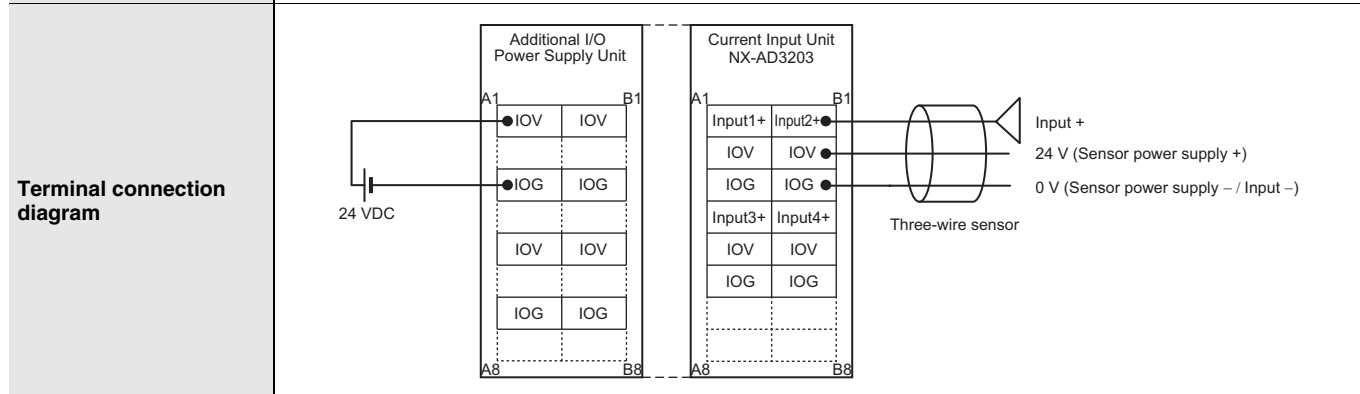 Terminal connection
diagram
Additional I/O
Power Supply Unit
A1 B1
IOV IOV
IOG IOG
IOV IOV
IOG IOG
A8 B8
24 VDC
Current Input Unit
NX-AD3203
A1 B1
Input1+ Input2+
IOV IOV
IOG IOG
Input3+ Input4+
IOV IOV
IOG IOG
A8 B8
Input +
24 V (Sensor power supply +)
0 V (Sensor power supply – / Input –)
Three-wire sensor